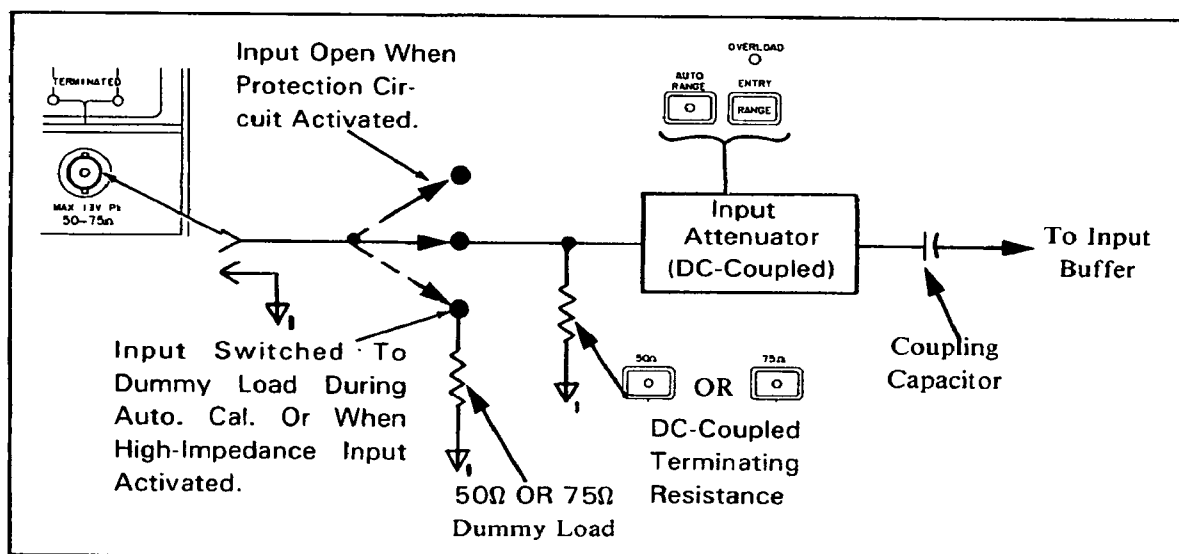 TERMINATED
MAX 13V Pk
50-75Ω
Input Open When
Protection Cir-
cuit Activated.
OVERLOAD
AUTO
RANGE
ENTRY
RANGE
Input
Attenuator
(DC-Coupled)
To Input
Buffer
Coupling
Capacitor
Input Switched To
Dummy Load During
Auto. Cal. Or When
High-Impedance Input
Activated.
50Ω OR 75Ω
Dummy Load
50Ω
OR
75Ω
DC-Coupled
Terminating
Resistance